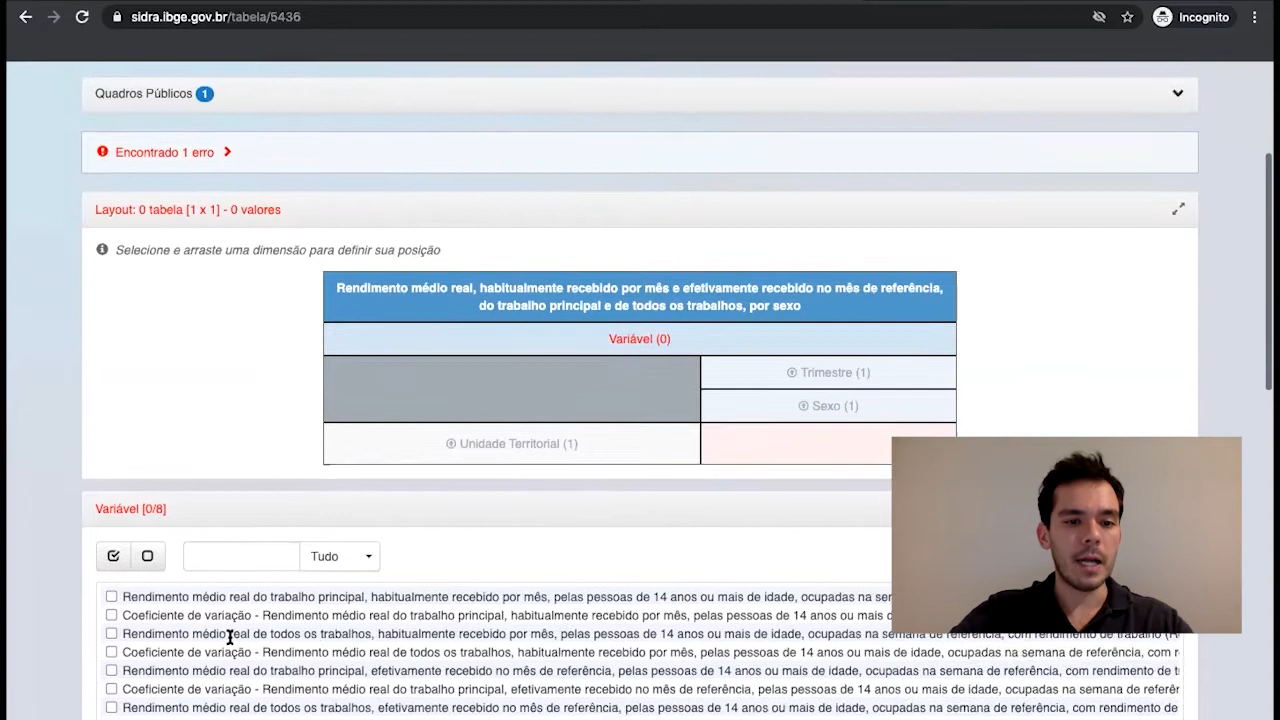 sidra.ibge.gov.br/tabela/5436
Incognito
Quadros Públicos 1
Encontrado 1 erro
Layout: 0 tabela [1 x 1] - 0 valores
Selecione e arraste uma dimensão para definir sua posição
Rendimento médio real, habitualmente recebido por mês e efetivamente recebido no mês de referência,
do trabalho principal e de todos os trabalhos, por sexo
Variável (0)
Trimestre (1)
Sexo (1)
Unidade Territorial (1)
Variável [0/8]
Tudo
Rendimento médio real do trabalho principal, habitualmente recebido por mês, pelas pessoas de 14 anos ou mais de idade, ocupadas na se
Coeficiente de variação - Rendimento médio real do trabalho principal, habitualmente recebido por mês, pelas pessoas de 14 anos ou mais d
Rendimento médio real de todos os trabalhos, habitualmente recebido por mês, pelas pessoas de 14 anos ou mais de idade, ocupadas na semana de referência, com rendimento de trabalho (R
Coeficiente de variação - Rendimento médio real de todos os trabalhos, habitualmente recebido por mês, pelas pessoas de 14 anos ou mais de idade, ocupadas na semana de referência, com r
Rendimento médio real do trabalho principal, efetivamente recebido no mês de referência, pelas pessoas de 14 anos ou mais de idade, ocupadas na semana de referência, com rendimento de t
Coeficiente de variação - Rendimento médio real do trabalho principal, efetivamente recebido no mês de referência, pelas pessoas de 14 anos ou mais de idade, ocupadas na semana de referên
Rendimento médio real de todos os trabalhos, efetivamente recebido no mês de referência, pelas pessoas de 14 anos ou mais de idade, ocupadas na semana de referência, com rendimento de